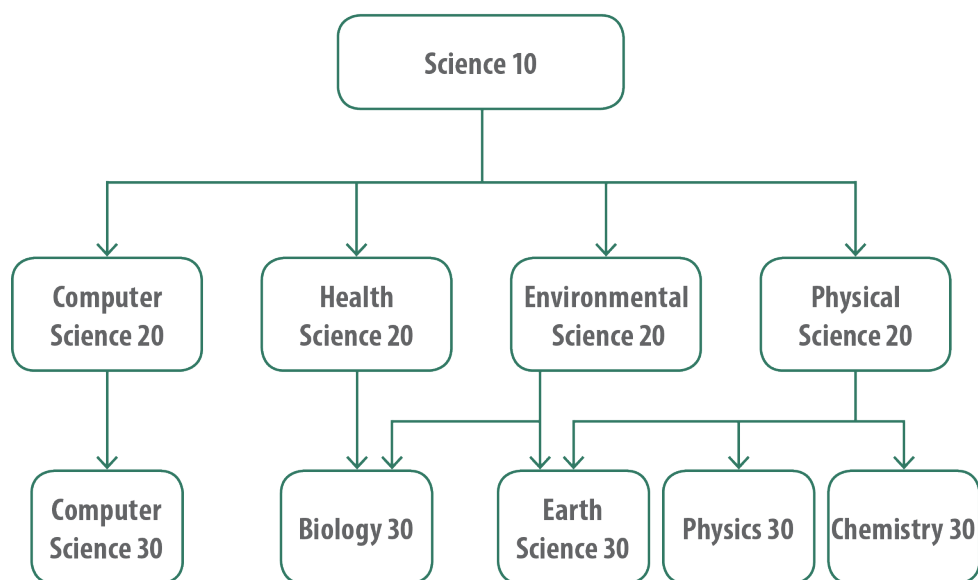 Science 10
Computer
Science 20
Health
Science 20
Environmental
Science 20
Physical
Science 20
Computer
Science 30
Biology 30
Earth
Science 30
Physics 30
Chemistry 30